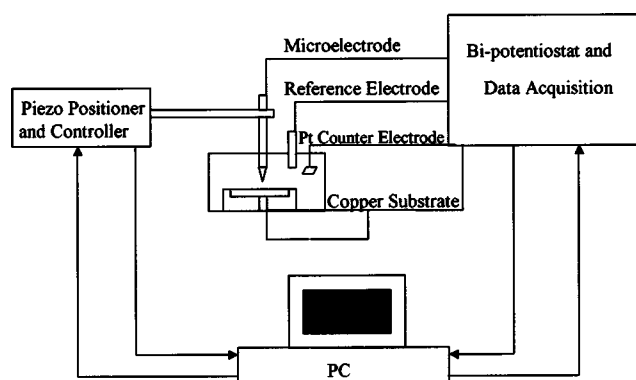 Microelectrode
Bi-potentiostat and
Data Acquisition
Reference Electrode
Piezo Positioner
and Controller
Pt Counter Electrode
Copper Substrate
PC